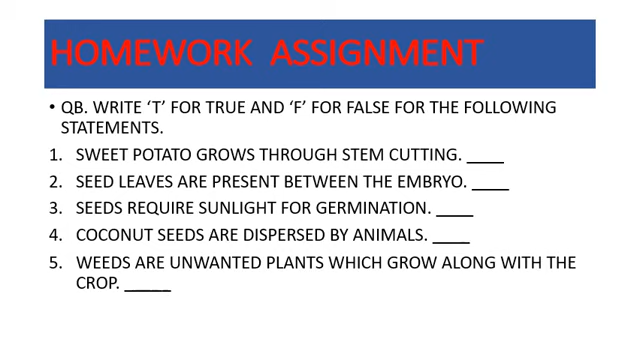 HOMEWORK ASSIGNMENT
• QB. WRITE ‘T’ FOR TRUE AND ‘F’ FOR FALSE FOR THE FOLLOWING
STATEMENTS.
1. SWEET POTATO GROWS THROUGH STEM CUTTING. ____
2. SEED LEAVES ARE PRESENT BETWEEN THE EMBRYO. ____
3. SEEDS REQUIRE SUNLIGHT FOR GERMINATION. ____
4. COCONUT SEEDS ARE DISPERSED BY ANIMALS. ____
5. WEEDS ARE UNWANTED PLANTS WHICH GROW ALONG WITH THE
CROP. _____